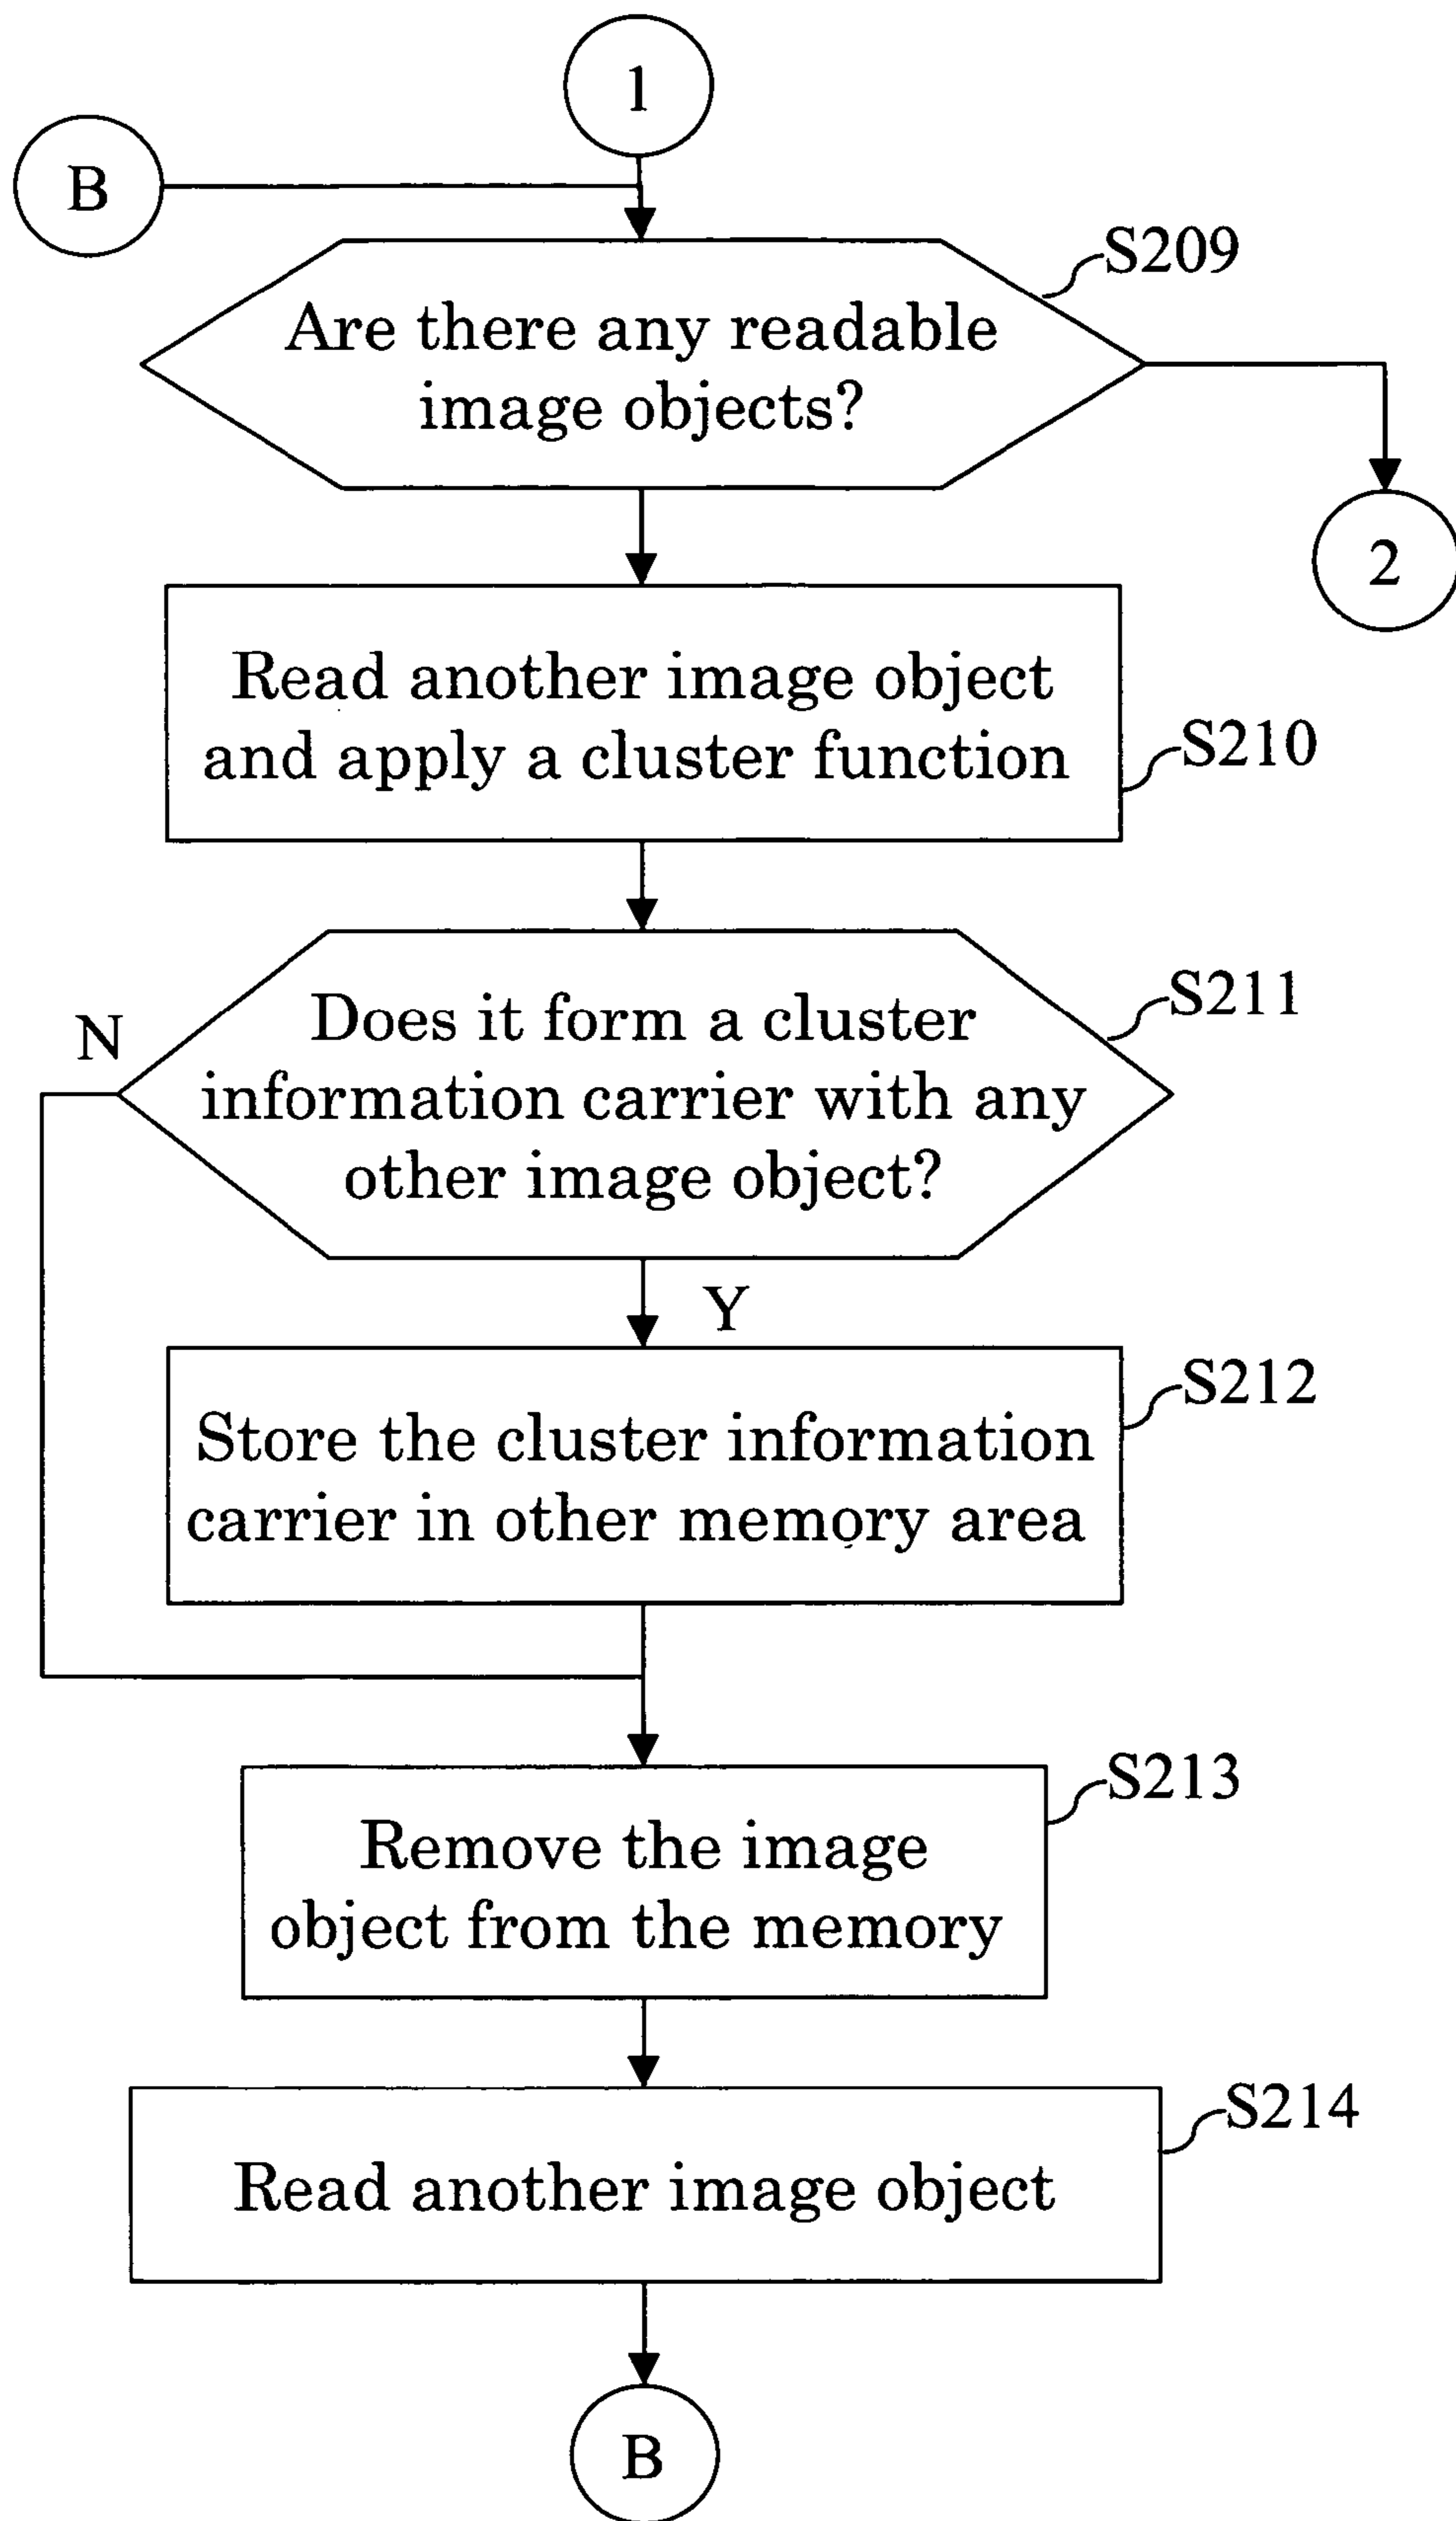 1
B
S209
Are there any readable
image objects?
2
Read another image object
and apply a cluster function
S210
S211
N
Does it form a cluster
information carrier with any
other image object?
Y
S212
Store the cluster information
carrier in other memory area
S213
Remove the image
object from the memory
S214
Read another image object
B